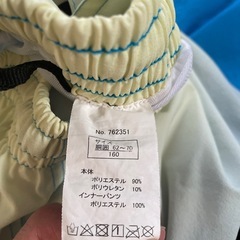 No. 762351
サイズ
胴囲 62~70
160
本体
ポリエステル 90%
ポリウレタン 10%
インナーパンツ
ポリエステル 100%